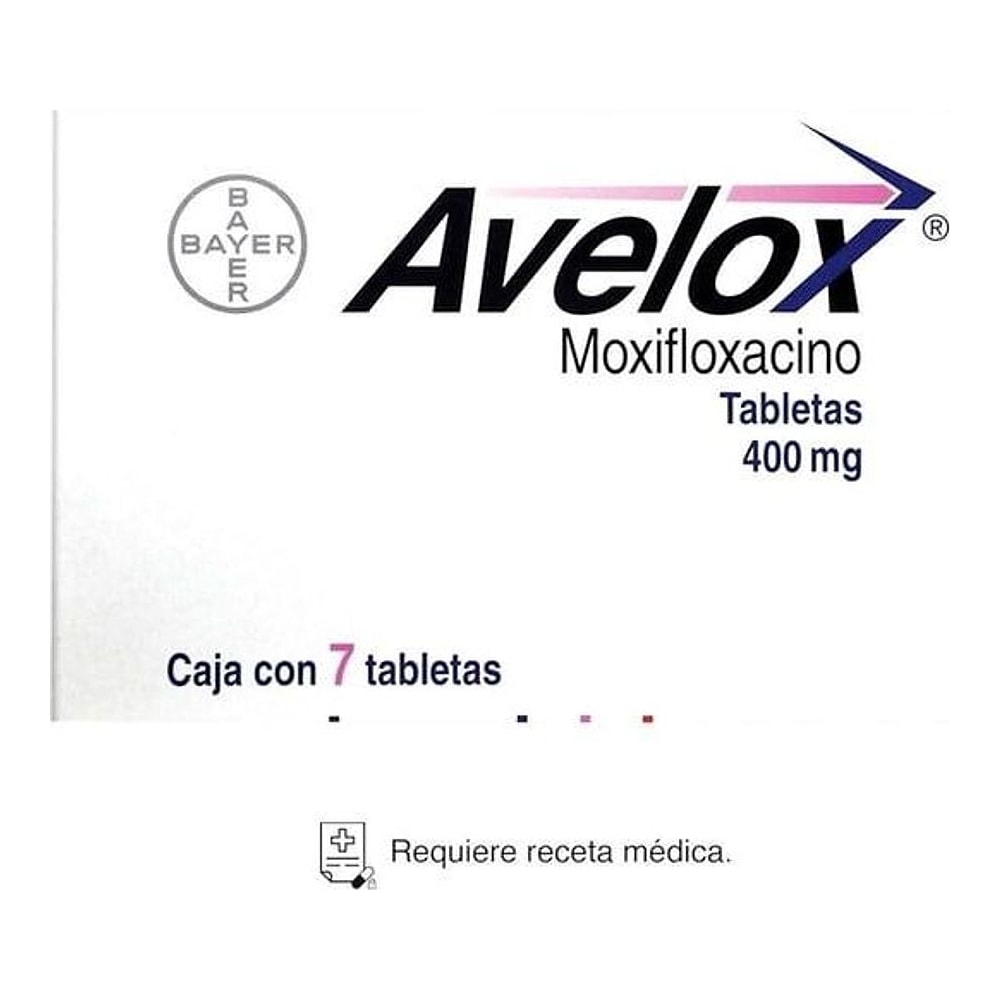 BAYER
BAYER
Avelox®
Moxifloxacino
Tabletas
400 mg
Caja con 7 tabletas
Requiere receta médica.